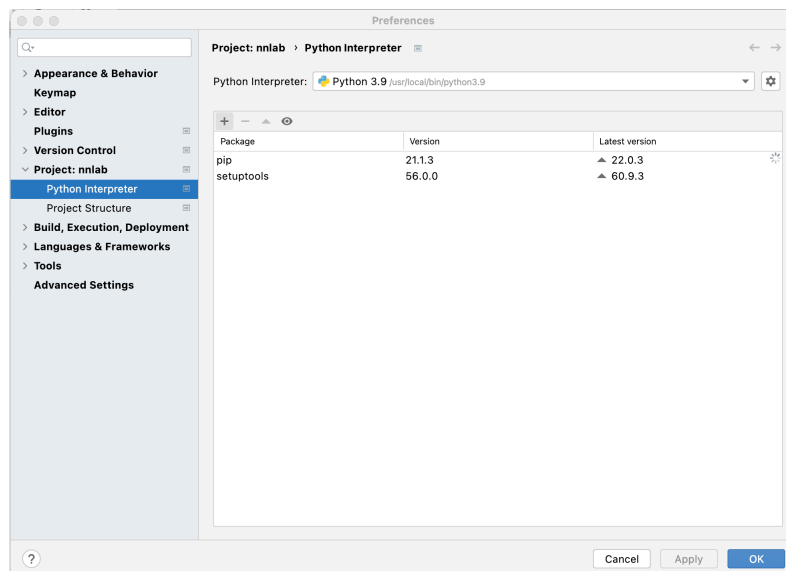 Preferences
Project: nnlab › Python Interpreter
Appearance & Behavior
Keymap
Editor
Plugins
Version Control
Project: nnlab
Python Interpreter
Project Structure
Build, Execution, Deployment
Languages & Frameworks
Tools
Advanced Settings
Python Interpreter: Python 3.9 /usr/local/bin/python3.9
Package Version Latest version
pip 21.1.3 22.0.3
setuptools 56.0.0 60.9.3
? Cancel Apply OK